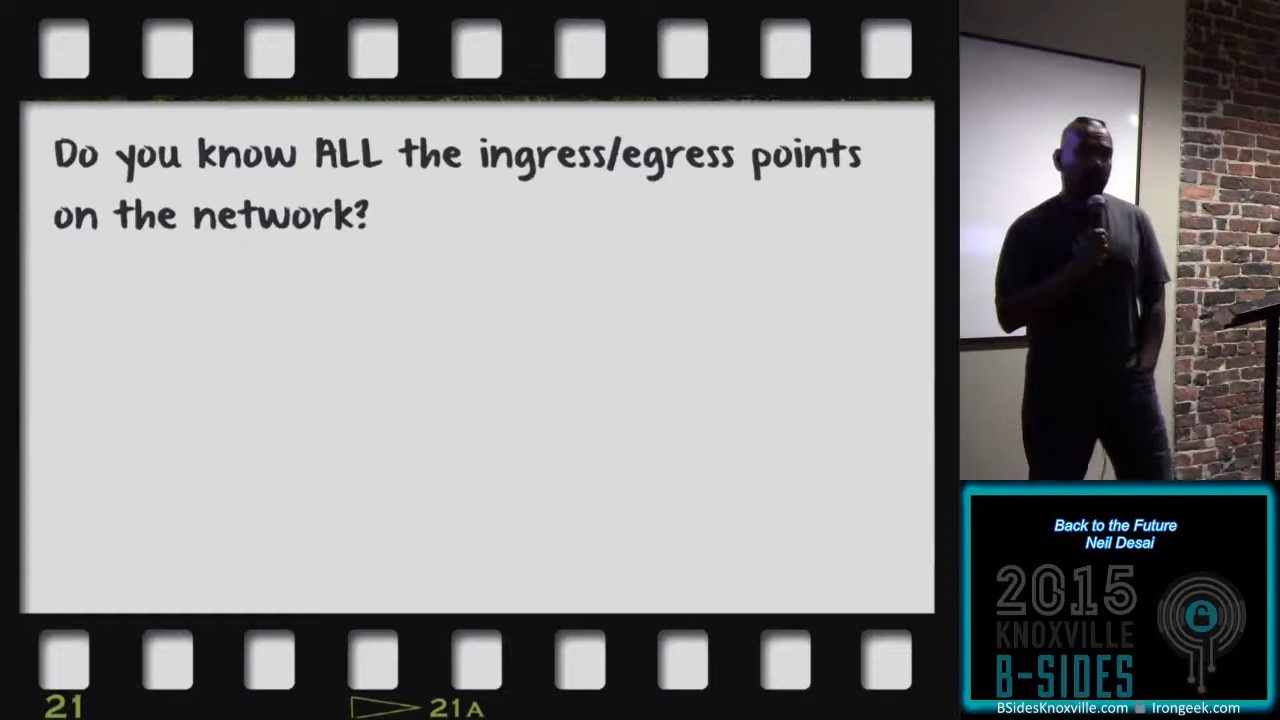 Do you know ALL the ingress/egress points
on the network?
21
21A
Back to the Future
Neil Desai
2015
KNOXVILLE
B-SIDES
BSidesKnoxville.com
Irongeek.com